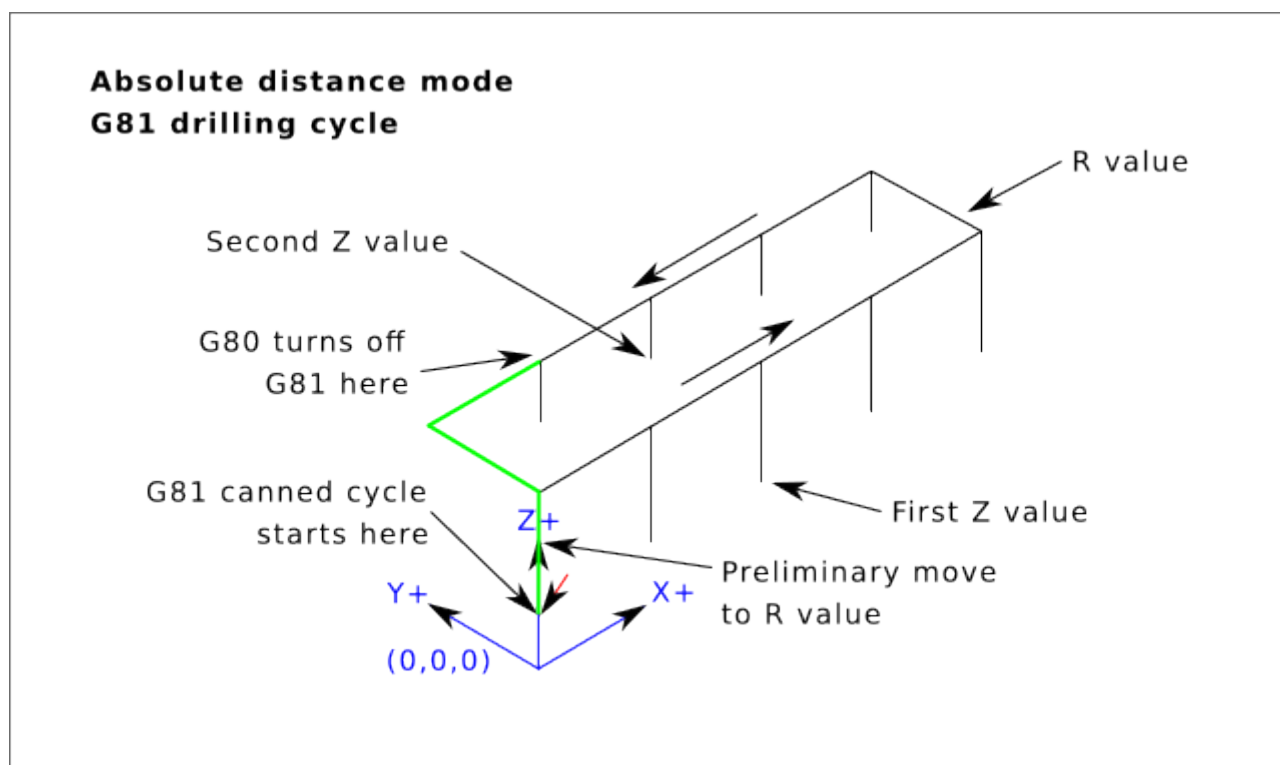 Absolute distance mode
G81 drilling cycle
R value
Second Z value
G80 turns off
G81 here
G81 canned cycle
starts here
Z+
First Z value
Preliminary move
to R value
Y+
X+
(0,0,0)